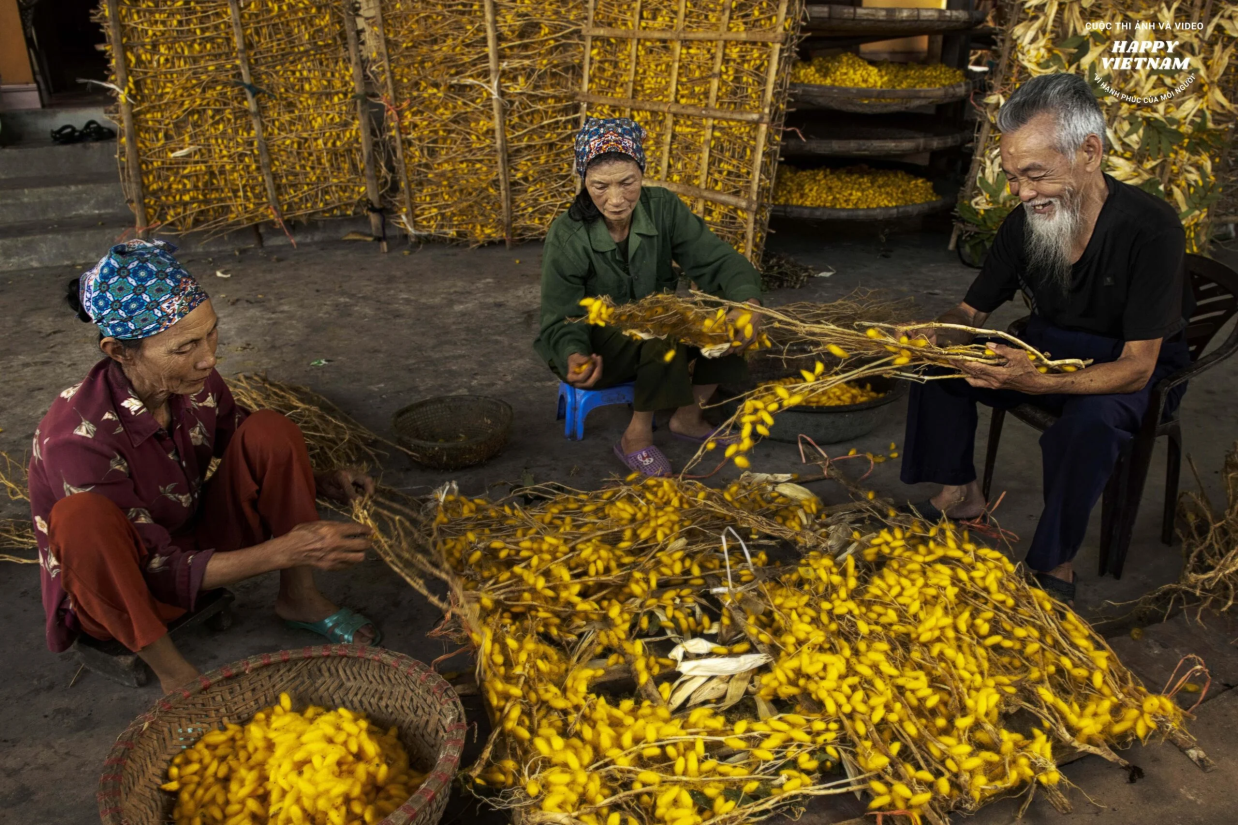 CUỘC THI ẢNH VÀ VIDEO
HAPPY
VIETNAM
VÌ HẠNH PHÚC CỦA MỖI NGƯỜI